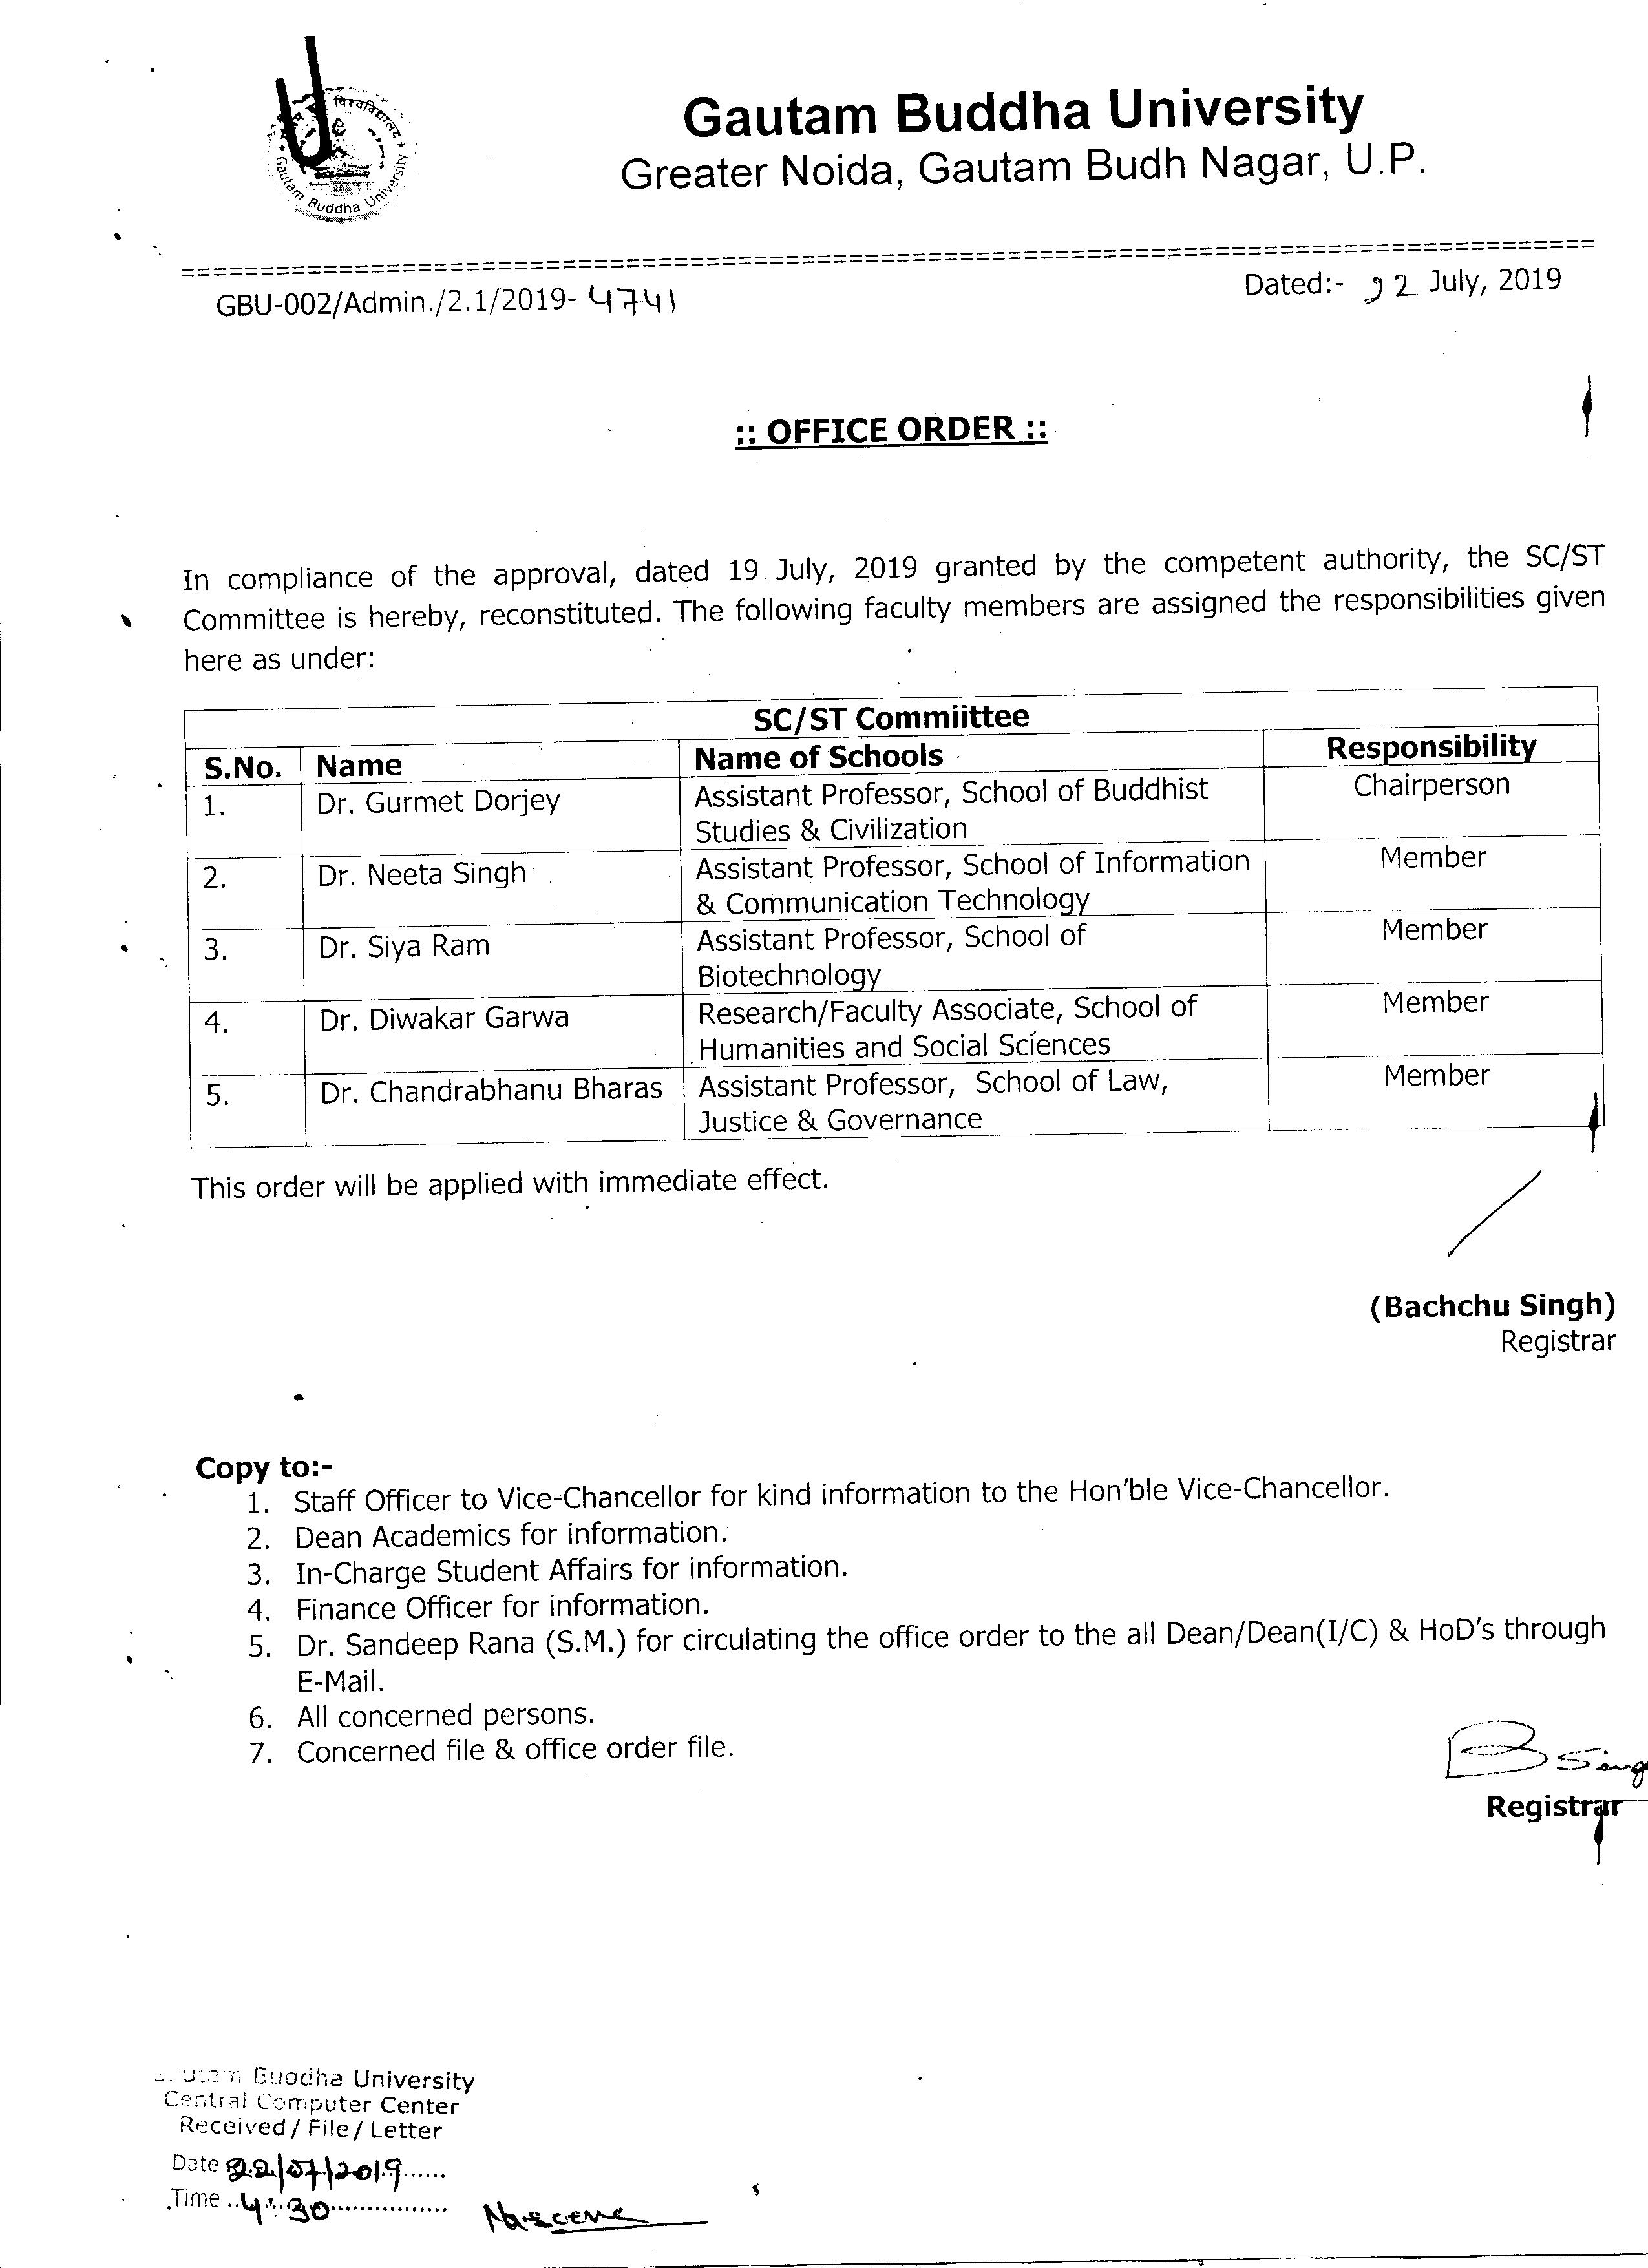 विश्वविद्यालय
Gautam Buddha University
Gautam Buddha University
Greater Noida, Gautam Budh Nagar, U.P.
GBU-002/Admin./2.1/2019- 4741
Dated:- 22 July, 2019
:: OFFICE ORDER ::
In compliance of the approval, dated 19 July, 2019 granted by the competent authority, the SC/ST
Committee is hereby, reconstituted. The following faculty members are assigned the responsibilities given
here as under:
SC/ST Commiittee
S.No. Name Name of Schools Responsibility
1. Dr. Gurmet Dorjey Assistant Professor, School of Buddhist Chairperson
Studies & Civilization
2. Dr. Neeta Singh Assistant Professor, School of Information Member
& Communication Technology
3. Dr. Siya Ram Assistant Professor, School of Member
Biotechnology
4. Dr. Diwakar Garwa Research/Faculty Associate, School of Member
Humanities and Social Sciences
5. Dr. Chandrabhanu Bharas Assistant Professor, School of Law, Member
Justice & Governance
This order will be applied with immediate effect.
(Bachchu Singh)
Registrar
Copy to:-
1. Staff Officer to Vice-Chancellor for kind information to the Hon'ble Vice-Chancellor.
2. Dean Academics for information.
3. In-Charge Student Affairs for information.
4. Finance Officer for information.
5. Dr. Sandeep Rana (S.M.) for circulating the office order to the all Dean/Dean(I/C) & HoD's through
E-Mail.
6. All concerned persons.
7. Concerned file & office order file.
B Sing
Registrar
Gautam Buddha University
Central Computer Center
Received / File / Letter
Date 22/07/2019......
Time ..4:30................